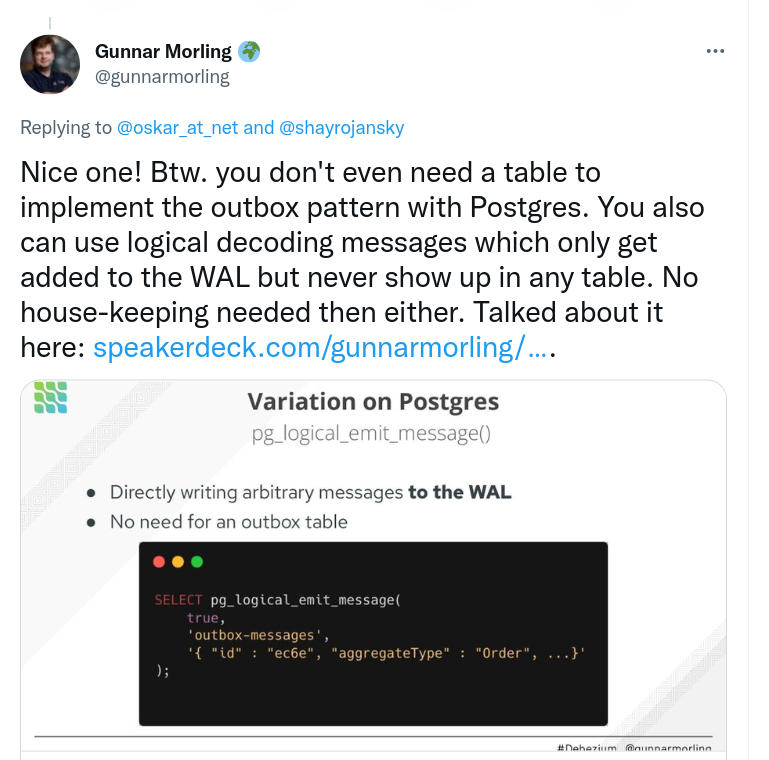 Gunnar Morling
@gunnarmorling
Replying to @oskar_at_net and @shayrojansky
Nice one! Btw. you don't even need a table to
implement the outbox pattern with Postgres. You also
can use logical decoding messages which only get
added to the WAL but never show up in any table. No
house-keeping needed then either. Talked about it
here: speakerdeck.com/gunnarmorling/… .
Variation on Postgres
pg_logical_emit_message()
● Directly writing arbitrary messages to the WAL
● No need for an outbox table
SELECT pg_logical_emit_message(
true,
'outbox-messages',
'{ "id" : "ec6e", "aggregateType" : "Order", ...}'
);
#Debezium @gunnarmorling